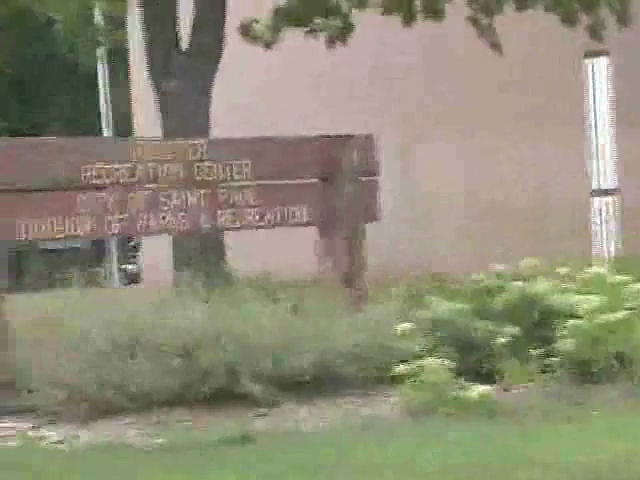 RECREATION CENTER
CITY OF SAINT PAUL
DIVISION OF PARKS & RECREATION